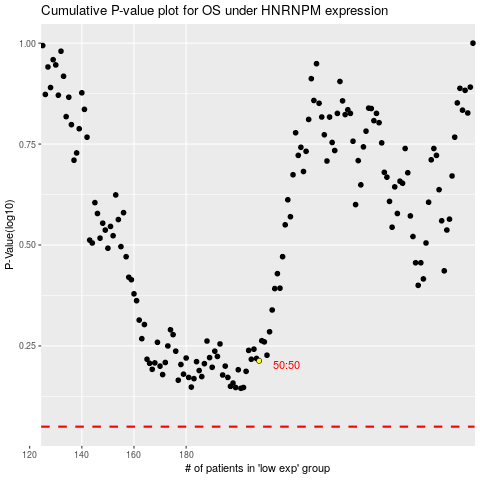 Cumulative P-value plot for OS under HNRNPM expression
P-Value(log10)
1.00
0.75
0.50
0.25
50:50
120 140 160 180
# of patients in 'low exp' group